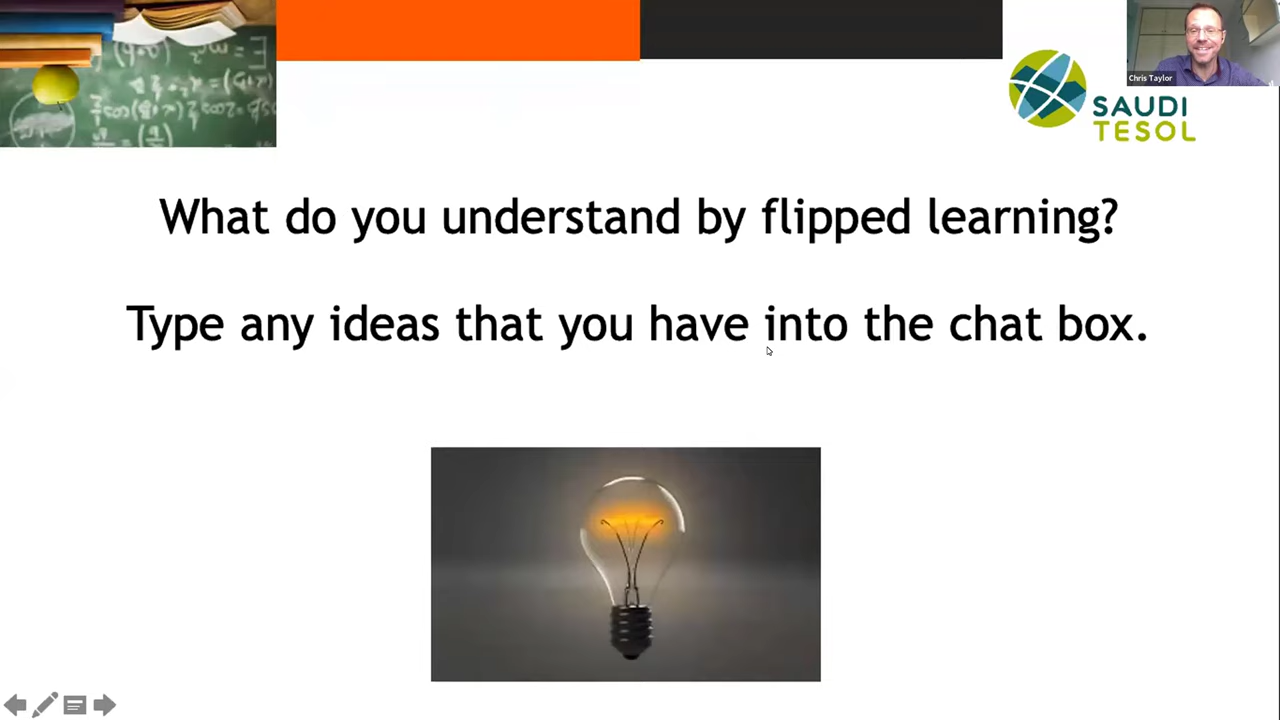 Chris Taylor
SAUDI
TESOL
What do you understand by flipped learning?
Type any ideas that you have into the chat box.